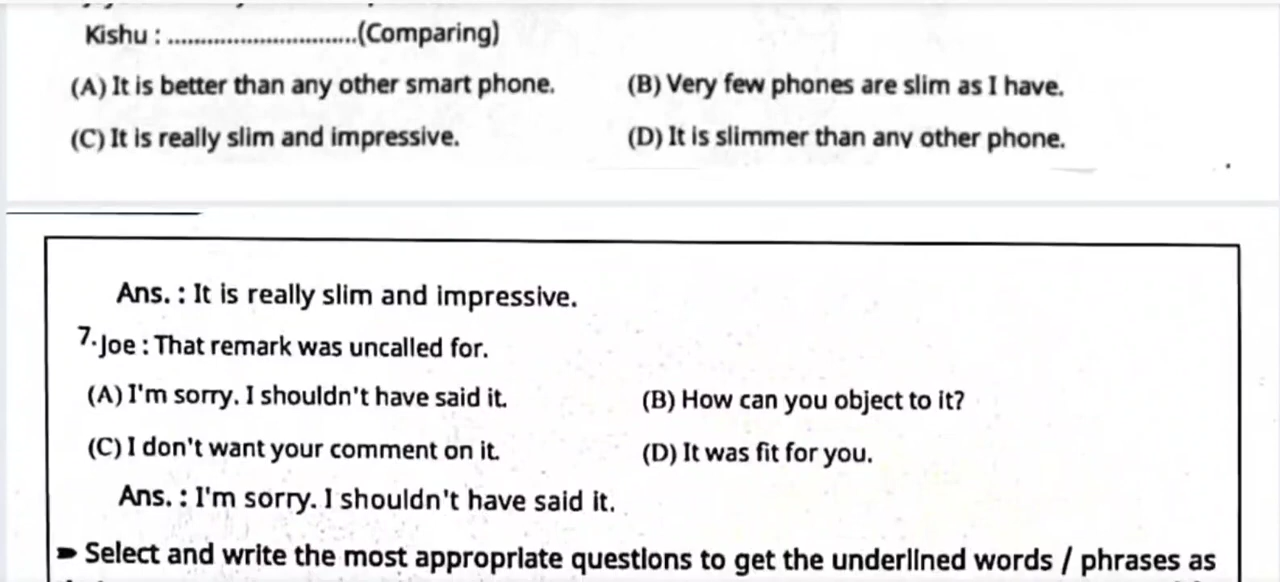 Kishu : ..............................(Comparing)
(A) It is better than any other smart phone. (B) Very few phones are slim as I have.
(C) It is really slim and impressive. (D) It is slimmer than any other phone.
Ans. : It is really slim and impressive.
7. Joe : That remark was uncalled for.
(A) I'm sorry. I shouldn't have said it. (B) How can you object to it?
(C) I don't want your comment on it. (D) It was fit for you.
Ans. : I'm sorry. I shouldn't have said it.
➨ Select and write the most appropriate questions to get the underlined words / phrases as